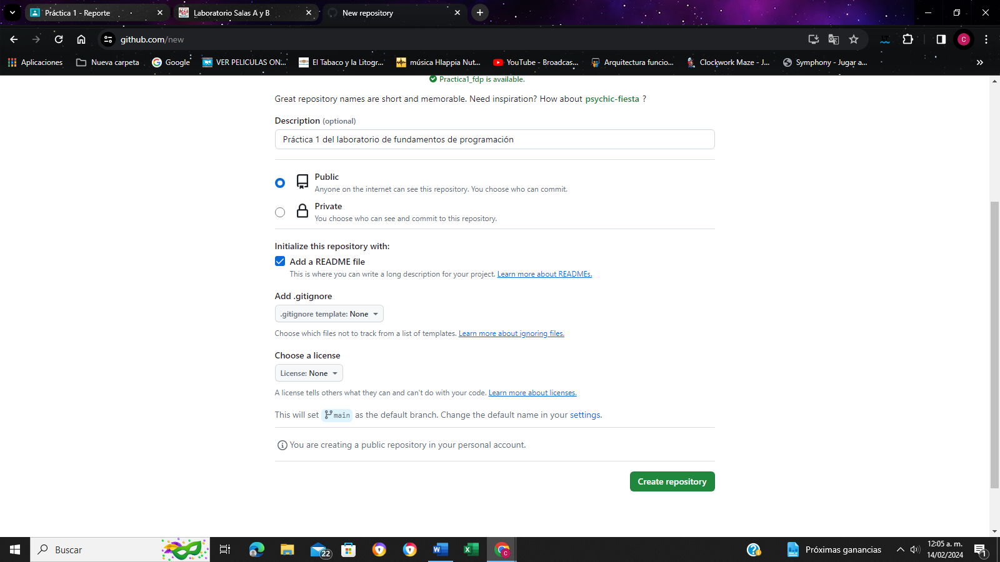 Práctica 1 - Reporte
Laboratorio Salas A y B
New repository
github.com/new
Aplicaciones
Nueva carpeta
Google
VER PELICULAS ON...
El Tabaco y la Litogr...
música Hlappia Nut...
YouTube - Broadcas...
Arquitectura funcio...
Clockwork Maze - J...
Symphony - Jugar a...
Practica1_fdp is available.
Great repository names are short and memorable. Need inspiration? How about psychic-fiesta ?
Description (optional)
Práctica 1 del laboratorio de fundamentos de programación
Public
Anyone on the internet can see this repository. You choose who can commit.
Private
You choose who can see and commit to this repository.
Initialize this repository with:
Add a README file
This is where you can write a long description for your project. Learn more about READMEs.
Add .gitignore
.gitignore template: None
Choose which files not to track from a list of templates. Learn more about ignoring files.
Choose a license
License: None
A license tells others what they can and can't do with your code. Learn more about licenses.
This will set main as the default branch. Change the default name in your settings.
You are creating a public repository in your personal account.
Create repository
Buscar
22
Próximas ganancias
12:05 a. m.
14/02/2024
1